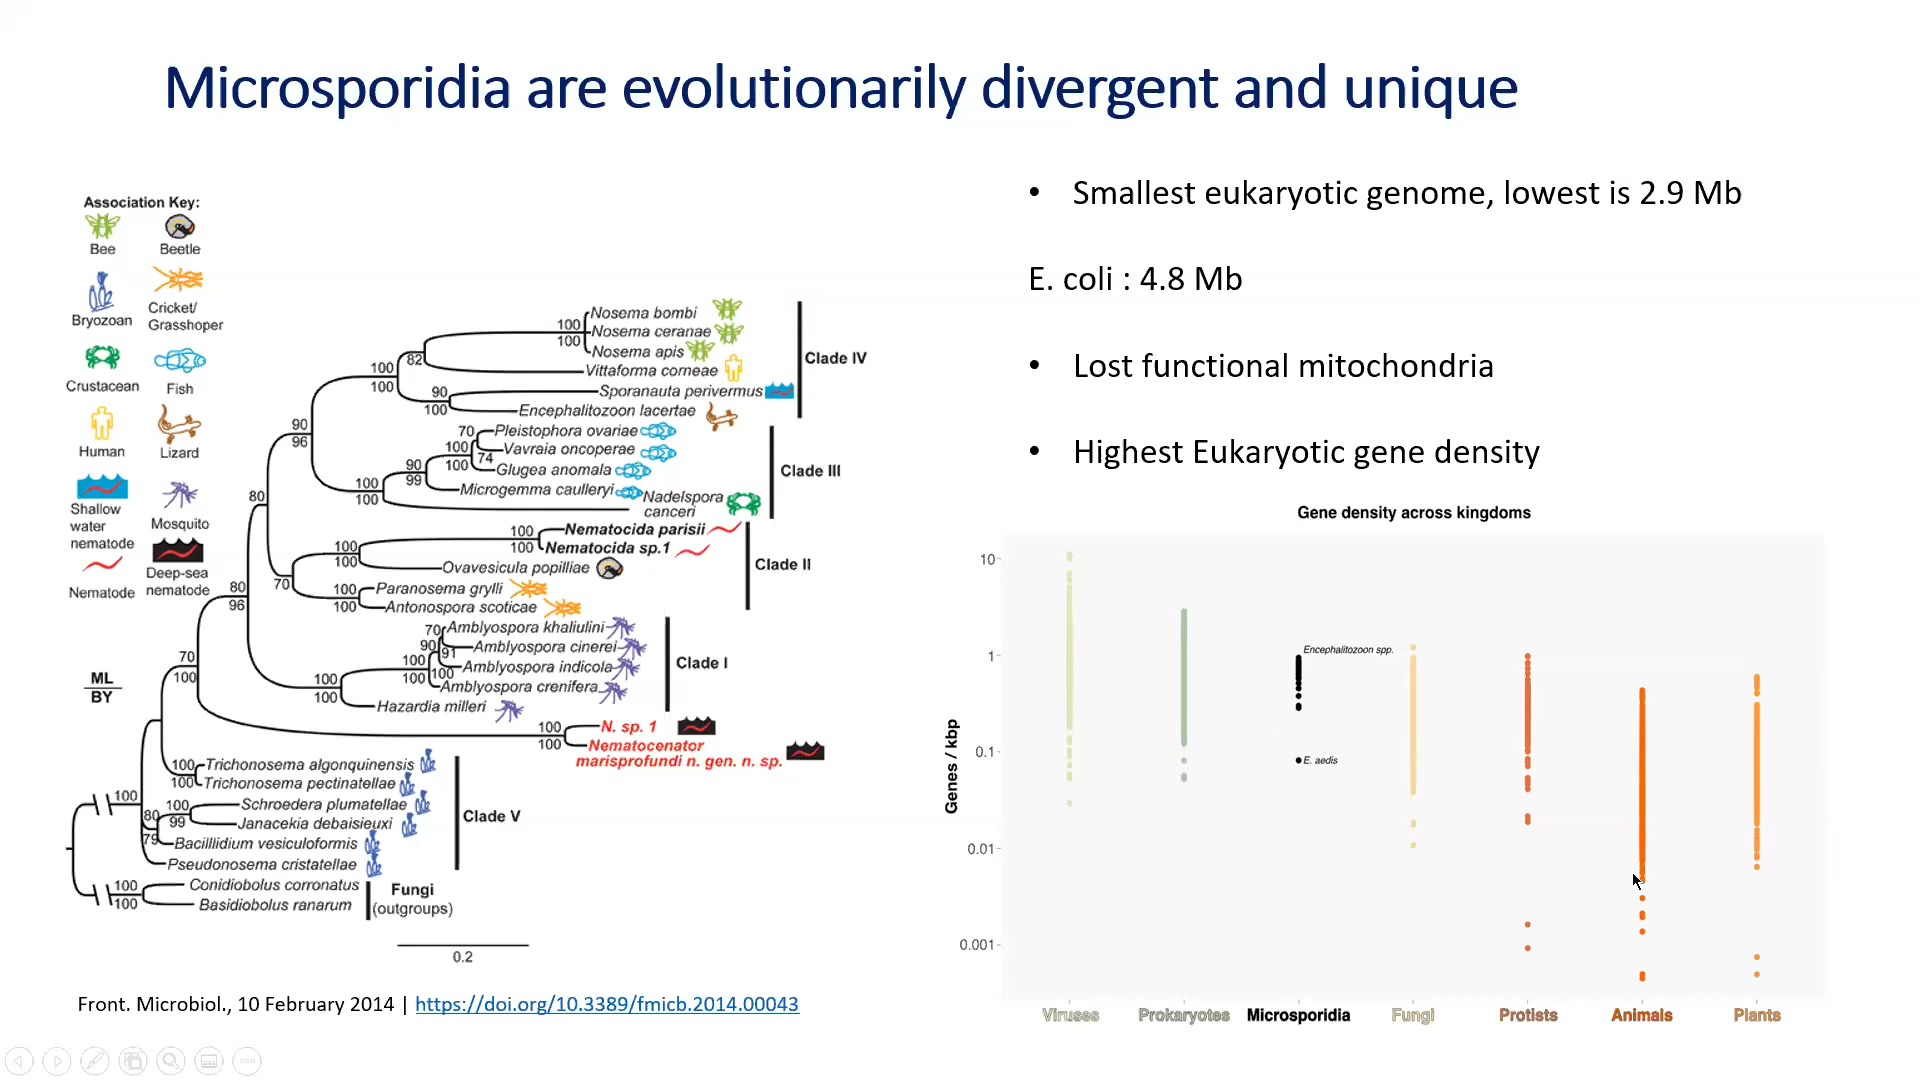 Microsporidia are evolutionarily divergent and unique
Association Key:
Bee
Beetle
Bryozoan
Cricket/
Grasshoper
Crustacean
Fish
Human
Lizard
Shallow
water
nematode
Mosquito
Nematode
Deep-sea
nematode
ML
BY
Nosema bombi
Nosema ceranae
Nosema apis
Vittaforma corneae
Sporanauta perivermus
Encephalitozoon lacertae
Clade IV
Pleistophora ovariae
Vavraia oncoperae
Glugea anomala
Microgemma caulleryi
Nadelspora
canceri
Clade III
Nematocida parisii
Nematocida sp.1
Ovavesicula popilliae
Paranosema grylli
Antonospora scoticae
Clade II
Amblyospora khaliulini
Amblyospora cinerei
Amblyospora indicola
Amblyospora crenifera
Hazardia milleri
Clade I
N. sp. 1
Nematocenator
marisprofundi n. gen. n. sp.
Trichonosema algonquinensis
Trichonosema pectinatellae
Schroedera plumatellae
Janacekia debaisieuxi
Bacillidium vesiculoformis
Pseudonosema cristatellae
Clade V
Conidiobolus corronatus
Basidiobolus ranarum
Fungi
(outgroups)
100
100
82
100
100
90
100
90
96
70
100
100
74
90
99
100
100
80
100
100
100
100
70
100
100
80
96
70
90
91
100
100
100
100
100
70
100
100
100
100
100
100
80
100
99
79
100
100
100
0.2
Front. Microbiol., 10 February 2014 | https://doi.org/10.3389/fmicb.2014.00043
• Smallest eukaryotic genome, lowest is 2.9 Mb
E. coli : 4.8 Mb
• Lost functional mitochondria
• Highest Eukaryotic gene density
Gene density across kingdoms
Genes / kbp
10
1
0.1
0.01
0.001
Encephalitozoon spp.
E. aedis
Viruses
Prokaryotes
Microsporidia
Fungi
Protists
Animals
Plants